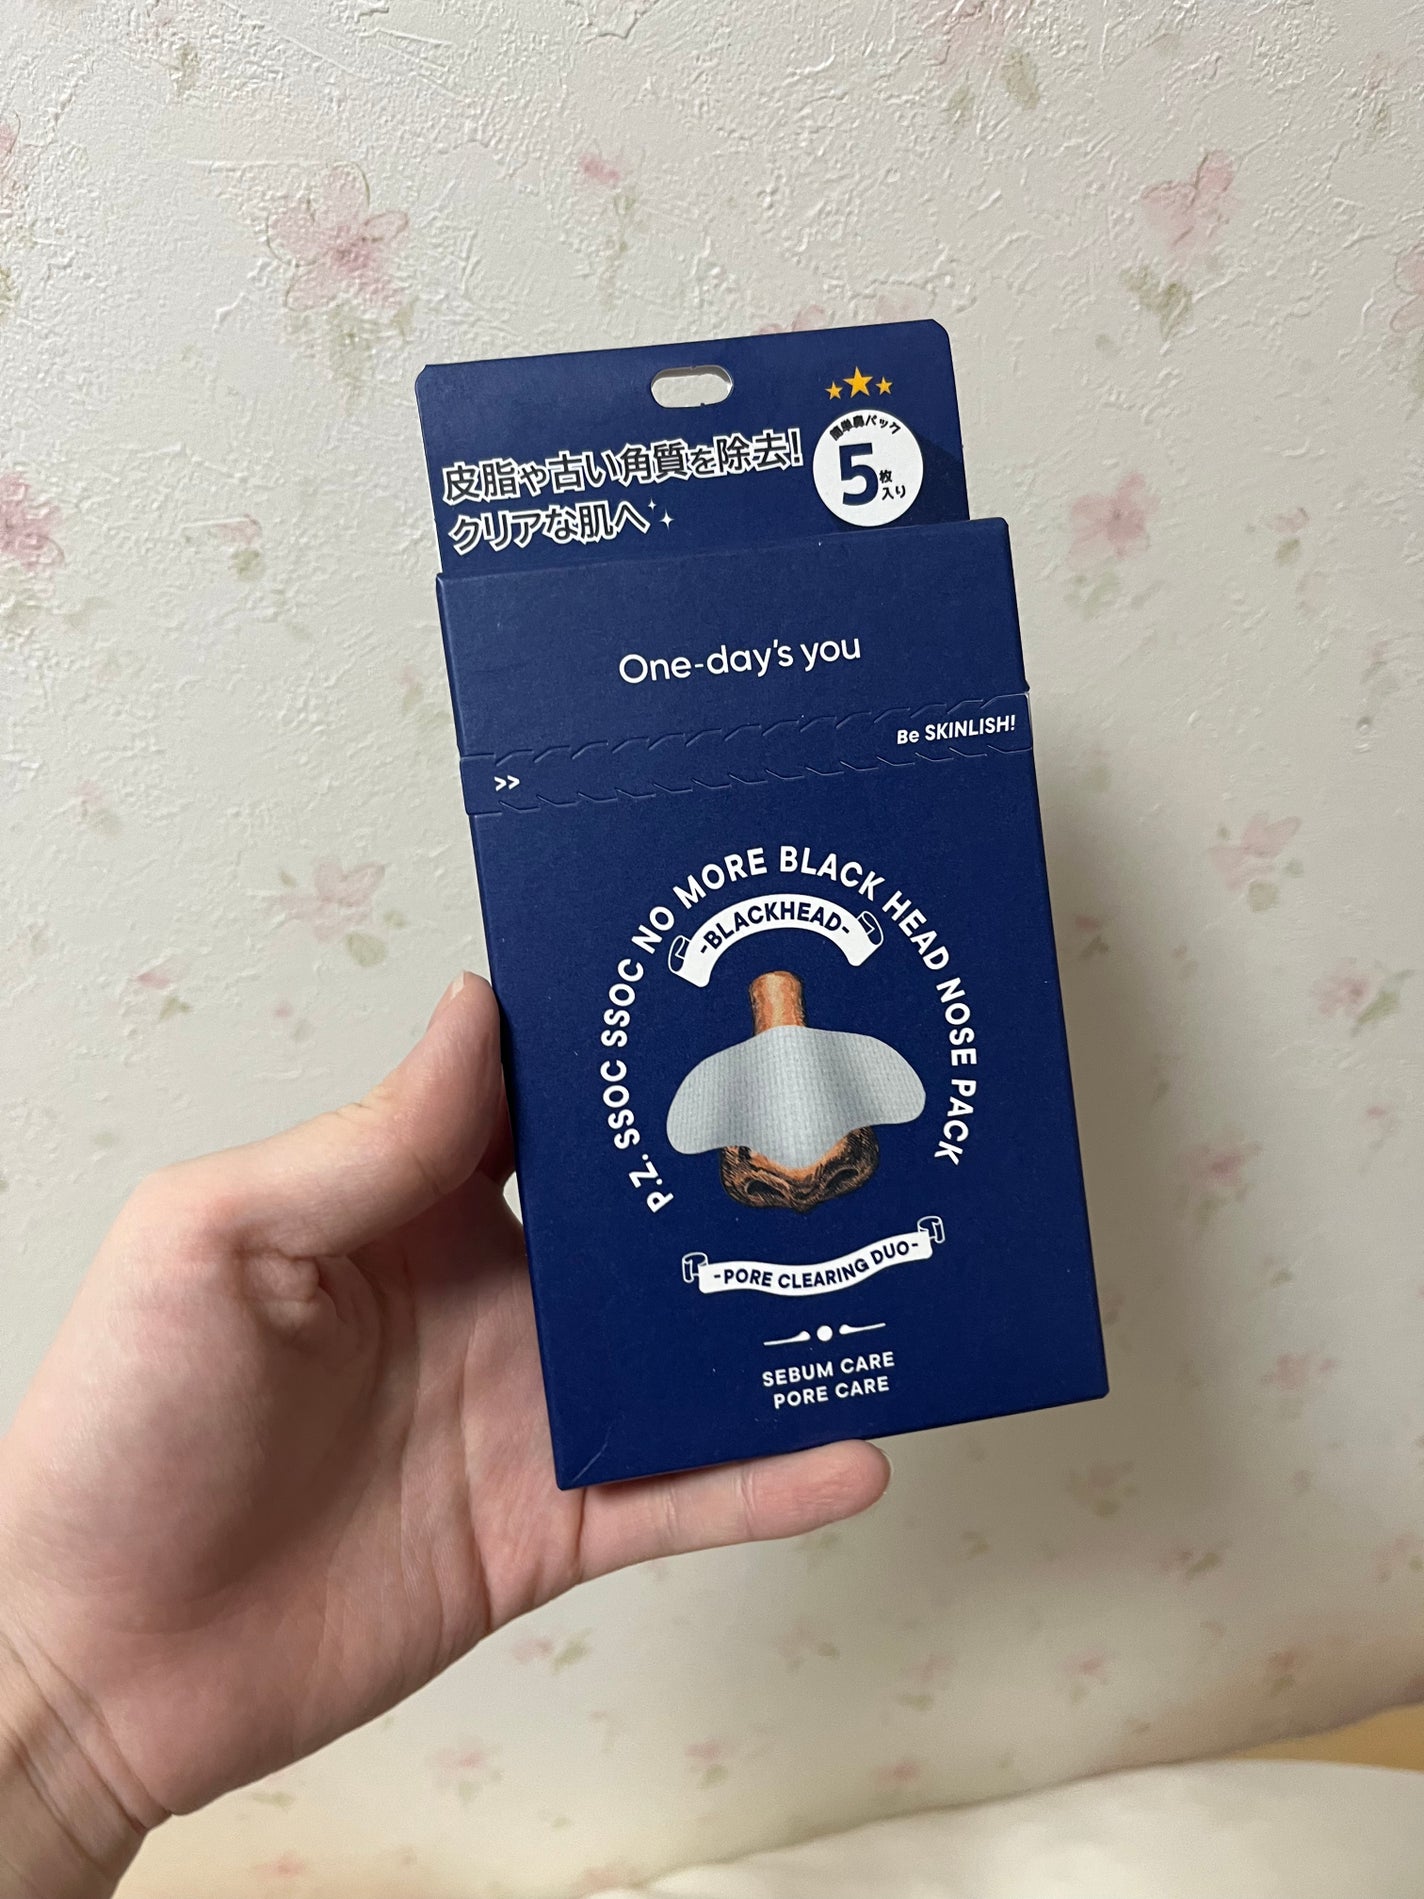 皮脂や古い角質を除去!
クリアな肌へ
簡単鼻パック
5枚入り
One-day's you
Be SKINLISH!
>>
P.Z. SSOC SSOC NO MORE BLACK HEAD NOSE PACK
-BLACKHEAD-
-PORE CLEARING DUO-
SEBUM CARE
PORE CARE